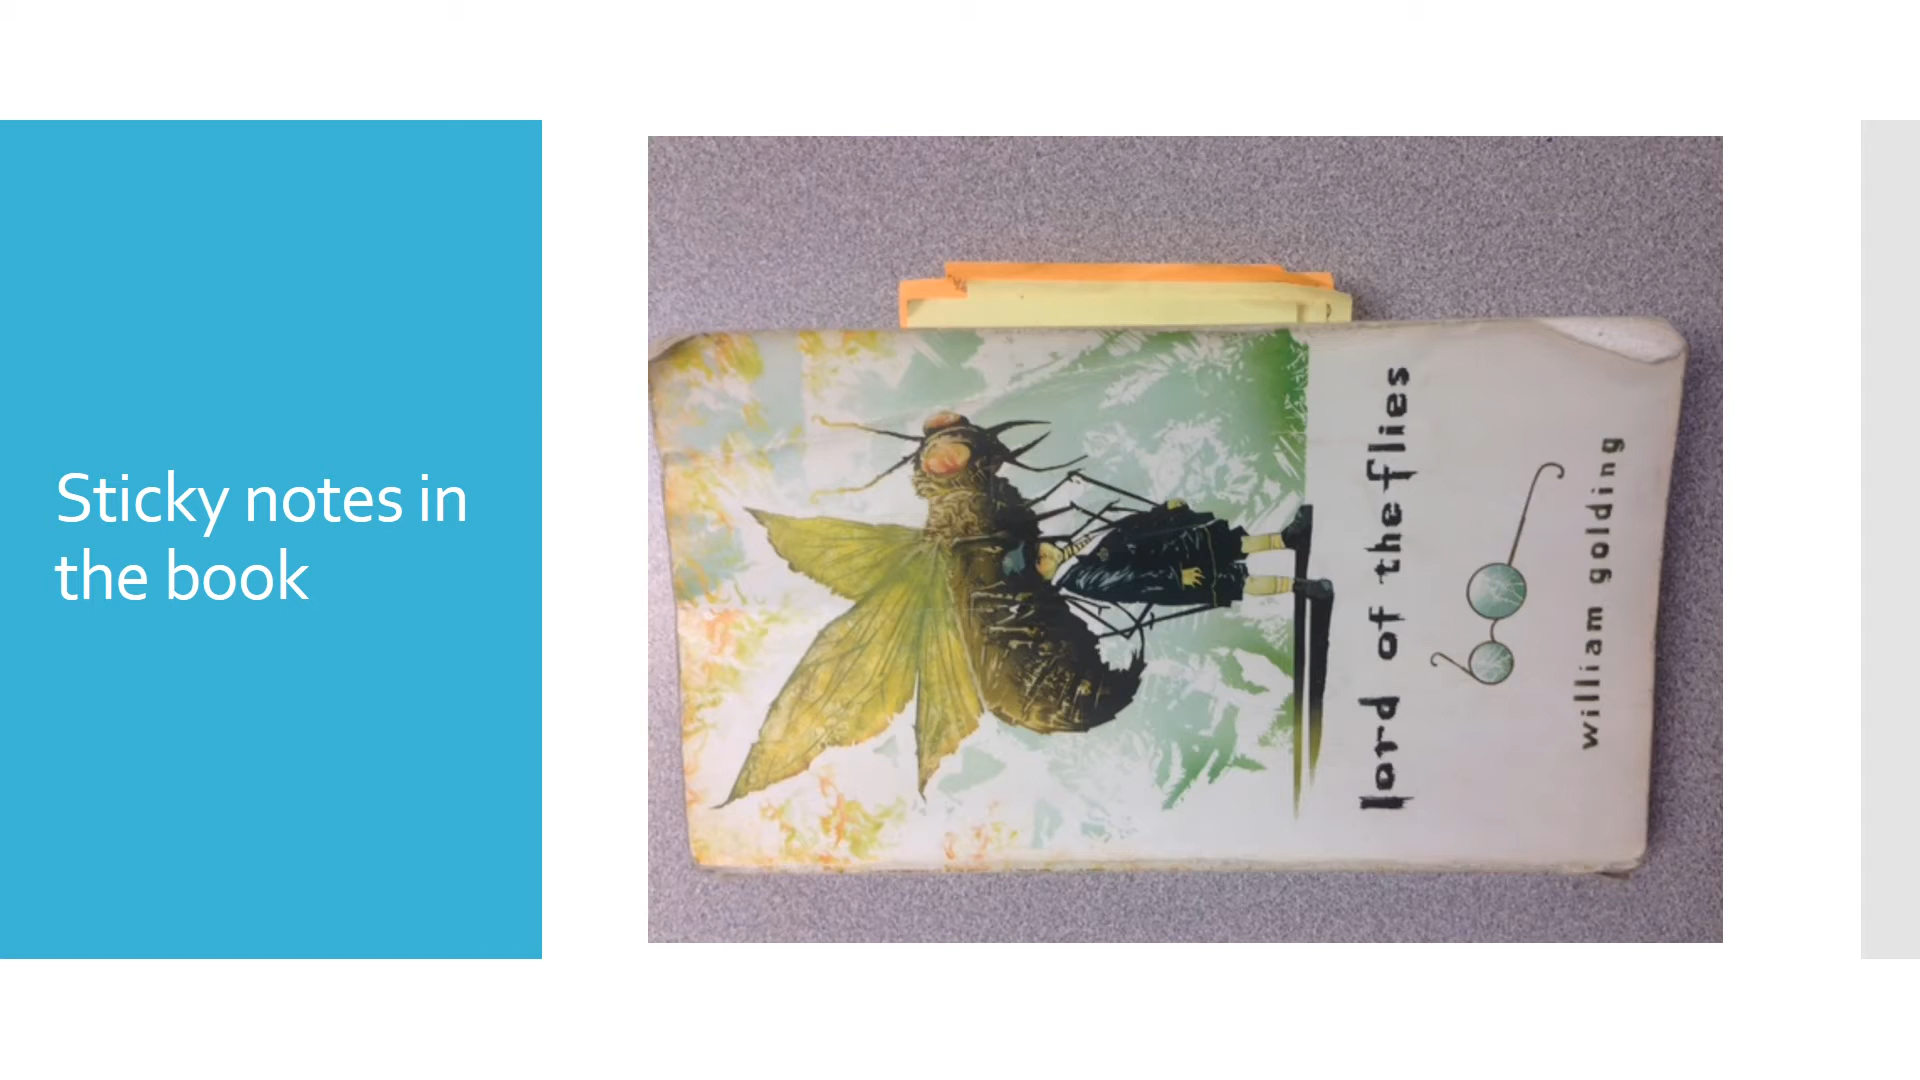 Sticky notes in
the book
lord of the flies
william golding